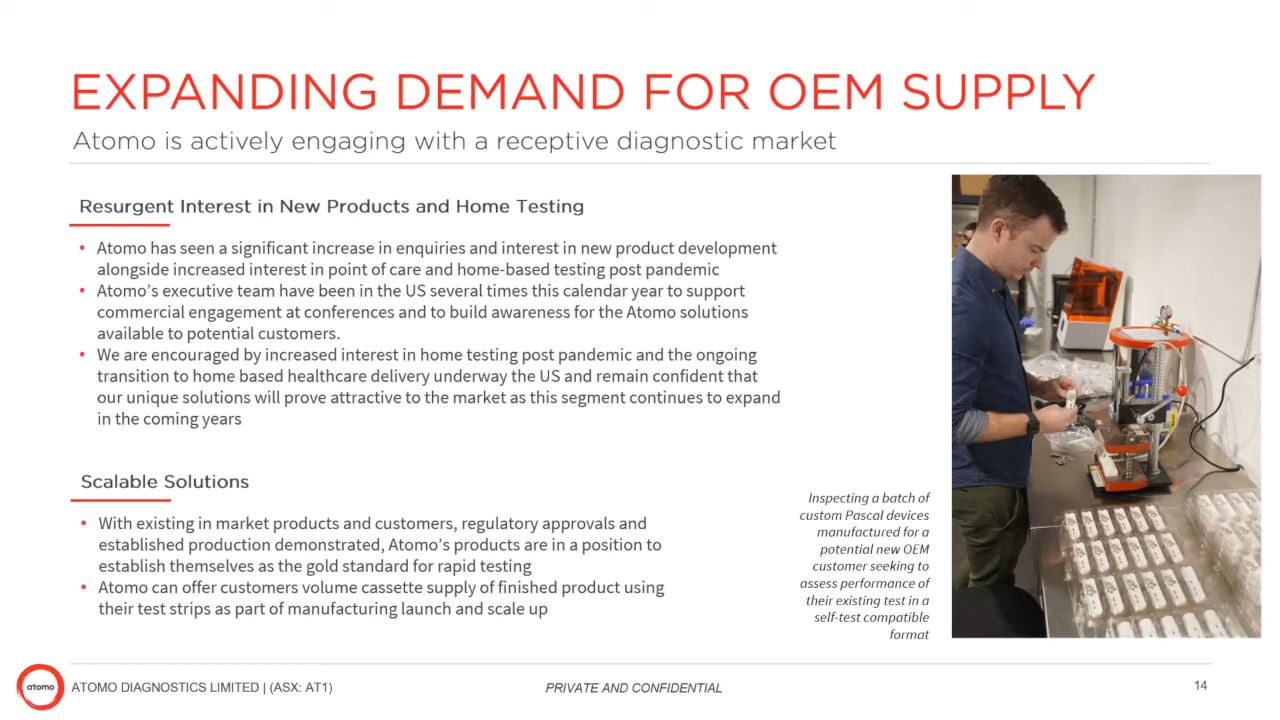 EXPANDING DEMAND FOR OEM SUPPLY
Atomo is actively engaging with a receptive diagnostic market
Resurgent Interest in New Products and Home Testing
• Atomo has seen a significant increase in enquiries and interest in new product development
alongside increased interest in point of care and home-based testing post pandemic
• Atomo’s executive team have been in the US several times this calendar year to support
commercial engagement at conferences and to build awareness for the Atomo solutions
available to potential customers.
• We are encouraged by increased interest in home testing post pandemic and the ongoing
transition to home based healthcare delivery underway the US and remain confident that
our unique solutions will prove attractive to the market as this segment continues to expand
in the coming years
Scalable Solutions
• With existing in market products and customers, regulatory approvals and
established production demonstrated, Atomo’s products are in a position to
establish themselves as the gold standard for rapid testing
• Atomo can offer customers volume cassette supply of finished product using
their test strips as part of manufacturing launch and scale up
Inspecting a batch of
custom Pascal devices
manufactured for a
potential new OEM
customer seeking to
assess performance of
their existing test in a
self-test compatible
format
atomo
ATOMO DIAGNOSTICS LIMITED | (ASX: AT1)
PRIVATE AND CONFIDENTIAL
14